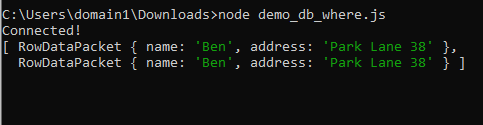 C:\Users\domain1\Downloads>node demo_db_where.js
Connected!
[ RowDataPacket { name: 'Ben', address: 'Park Lane 38' },
  RowDataPacket { name: 'Ben', address: 'Park Lane 38' } ]